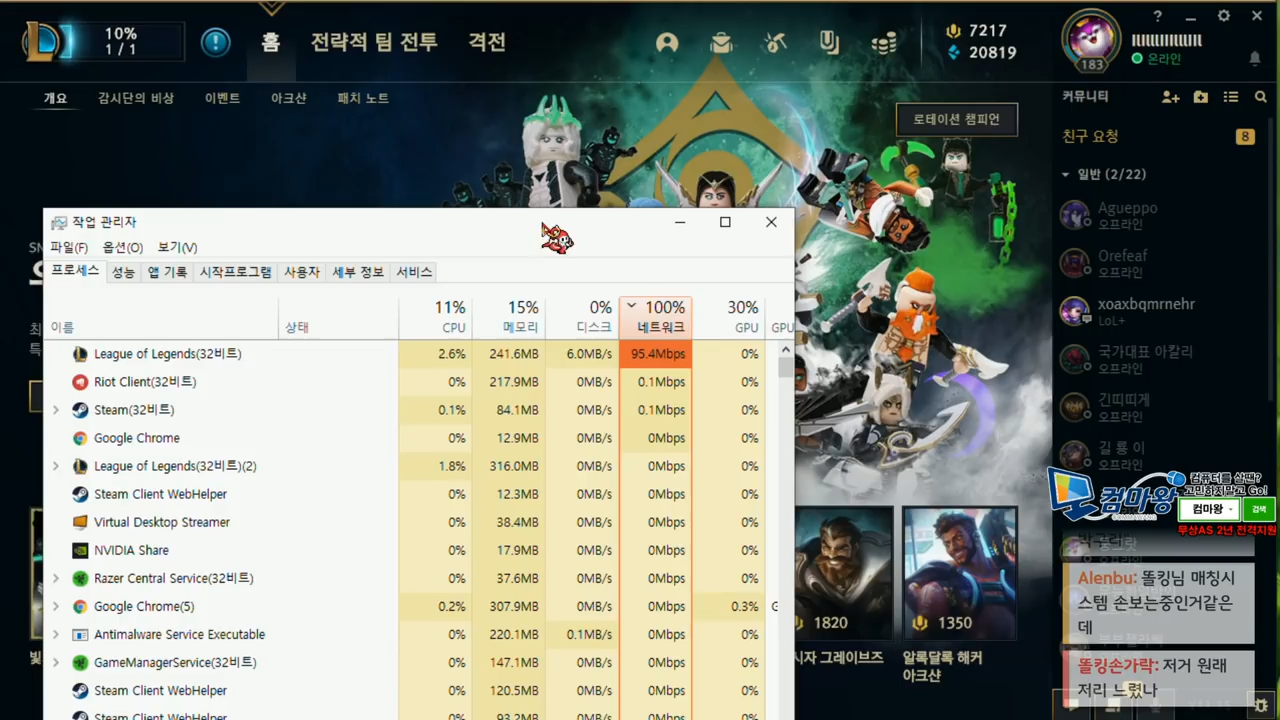 10%
1 / 1
홈
전략적 팀 전투
격전
7217
20819
183
온라인
개요
감시단의 비상
이벤트
아크샨
패치 노트
로테이션 챔피언
커뮤니티
친구 요청
8
일반 (2/22)
Agueppo
오프라인
Orefeaf
오프라인
xoaxbqmrnehr
LoL+
국가대표 아칼리
오프라인
긴띠띠게
오프라인
길 룡 이
오프라인
작업 관리자
파일(F) 옵션(O) 보기(V)
프로세스 성능 앱 기록 시작프로그램 사용자 세부 정보 서비스
11% 15% 0% 100% 30%
이름 상태 CPU 메모리 디스크 네트워크 GPU GPU
League of Legends(32비트) 2.6% 241.6MB 6.0MB/s 95.4Mbps 0%
Riot Client(32비트) 0% 217.9MB 0MB/s 0.1Mbps 0%
Steam(32비트) 0.1% 84.1MB 0MB/s 0.1Mbps 0%
Google Chrome 0% 12.9MB 0MB/s 0Mbps 0%
League of Legends(32비트)(2) 1.8% 316.0MB 0MB/s 0Mbps 0%
Steam Client WebHelper 0% 12.3MB 0MB/s 0Mbps 0%
Virtual Desktop Streamer 0% 38.4MB 0MB/s 0Mbps 0%
NVIDIA Share 0% 17.9MB 0MB/s 0Mbps 0%
Razer Central Service(32비트) 0% 37.6MB 0MB/s 0Mbps 0%
Google Chrome(5) 0.2% 307.9MB 0MB/s 0Mbps 0.3% G
Antimalware Service Executable 0% 220.1MB 0.1MB/s 0Mbps 0%
GameManagerService(32비트) 0% 147.1MB 0MB/s 0Mbps 0%
Steam Client WebHelper 0% 120.5MB 0MB/s 0Mbps 0%
Steam Client WebHelper 0% 93.2MB 0MB/s 0Mbps 0%
1820
시자 그레이브즈
1350
알록달록 해커
아크샨
컴마왕
컴퓨터를 살땐?
고민하지말고 Go!
컴마왕 검색
무상AS 2년 전격지원
Alenbu: 똘킹님 매칭시
스템 손보는중인거같은
데
똘킹손가락: 저거 원래
저리 느렸나